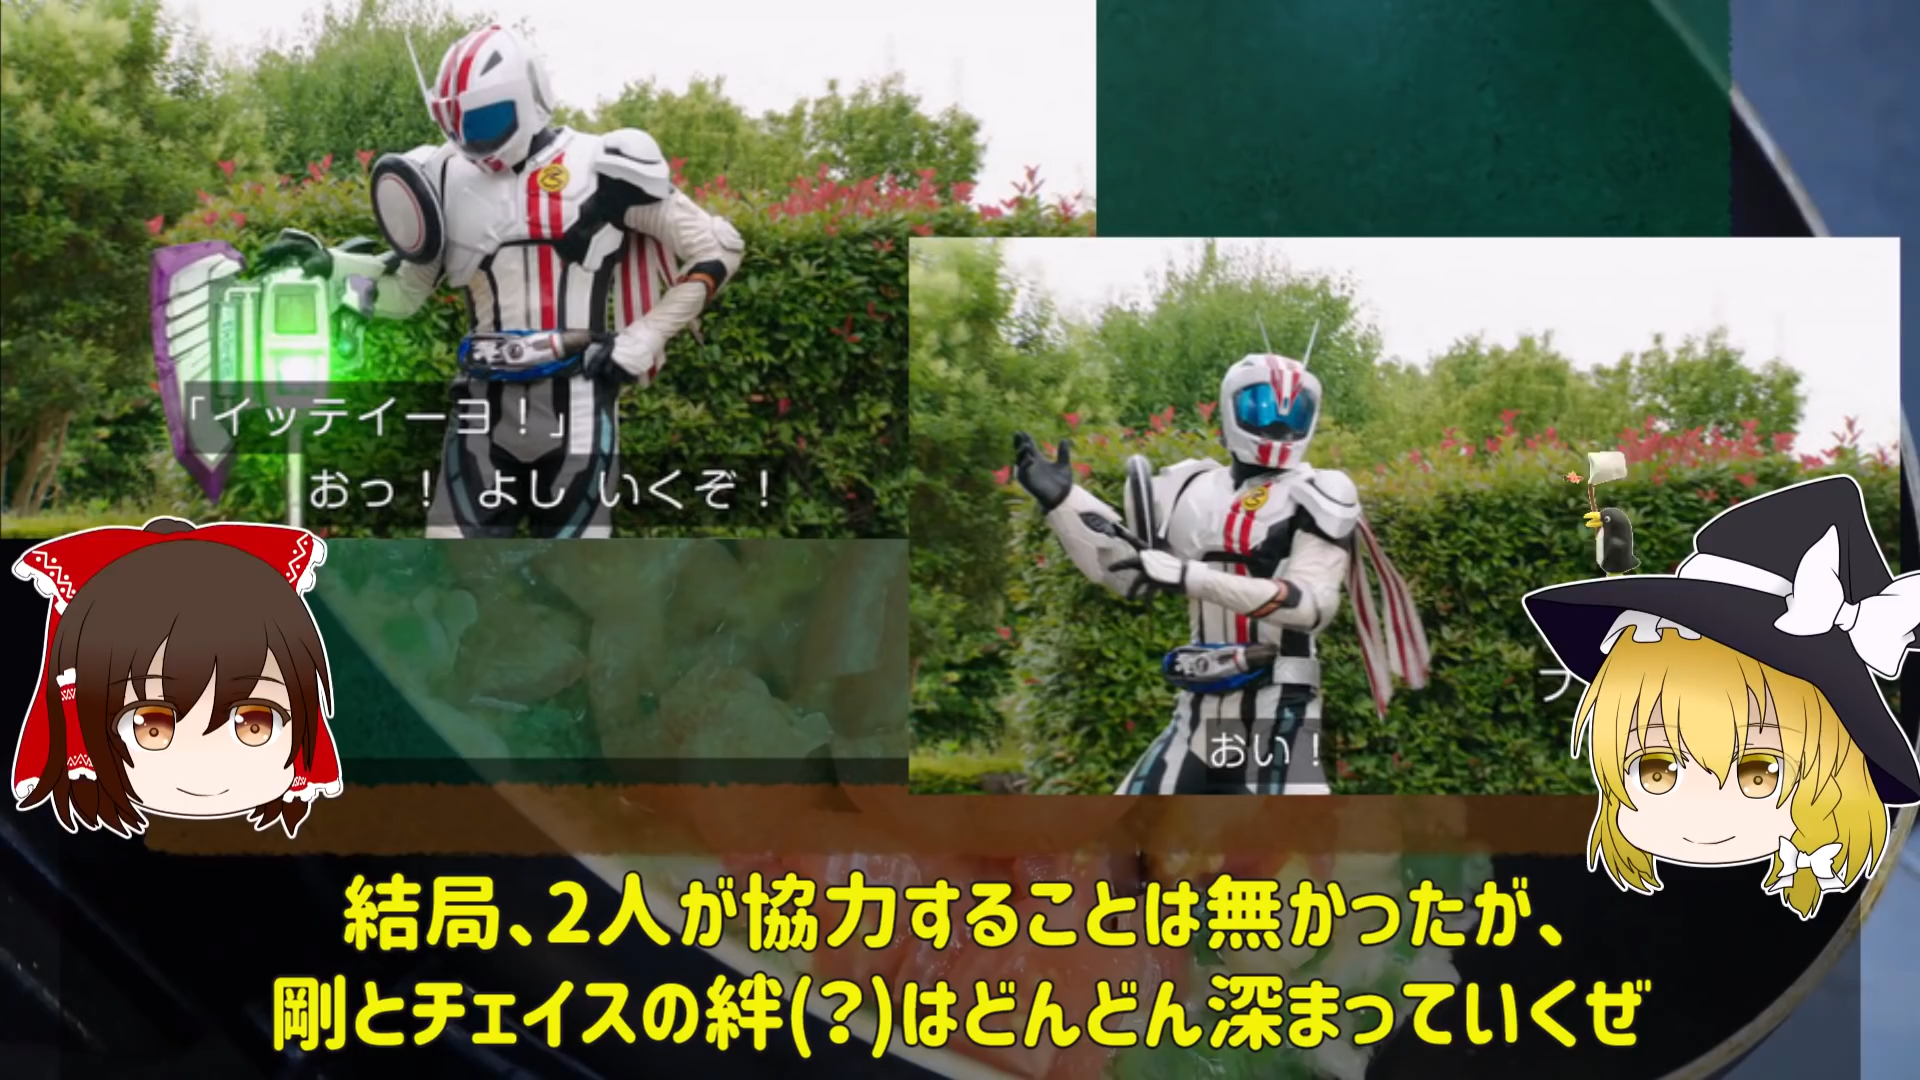 「イッテイーヨ！」
おっ！ よし いくぞ！
おい！
結局、2人が協力することは無かったが、
剛とチェイスの絆(？)はどんどん深まっていくぜ